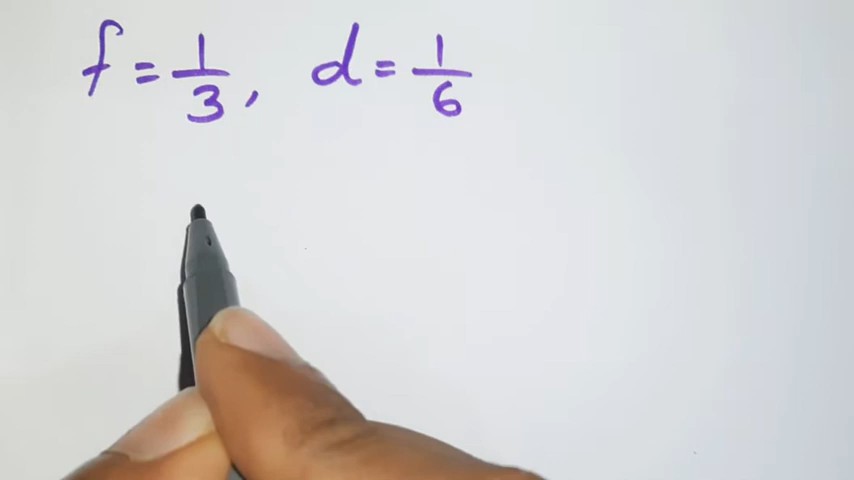 f = 1/3, d = 1/6